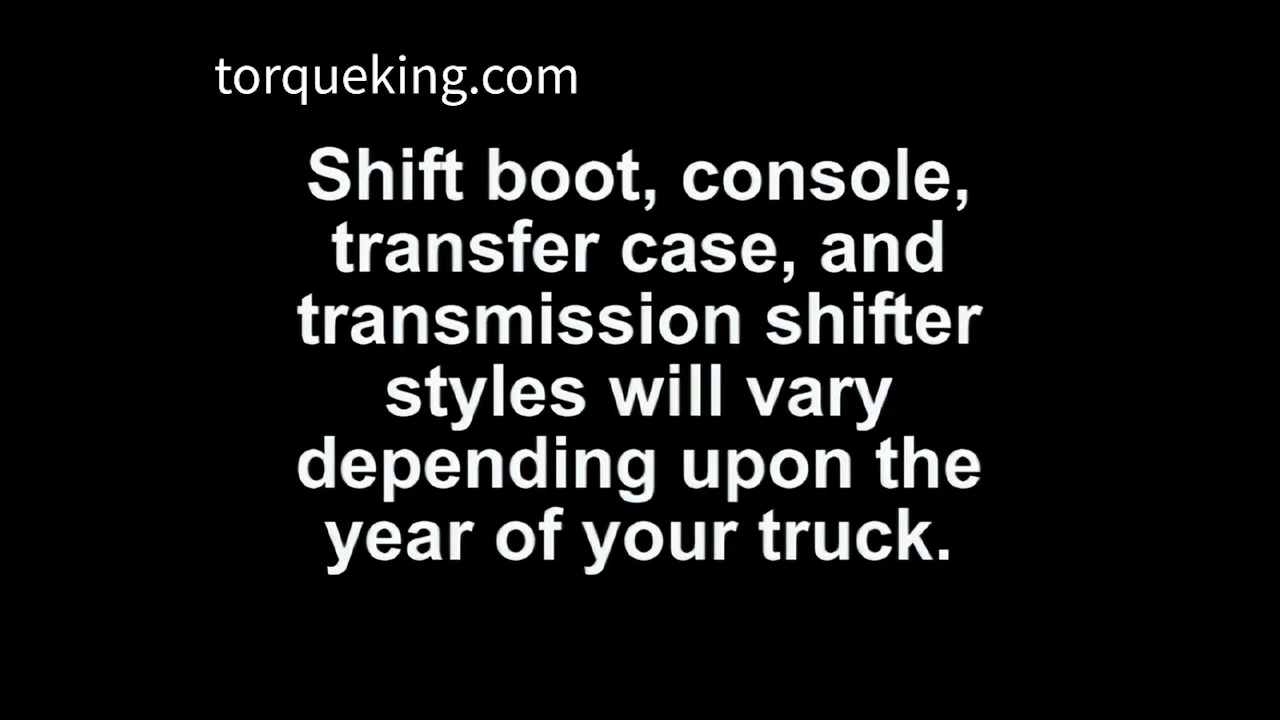 torqueking.com
Shift boot, console,
transfer case, and
transmission shifter
styles will vary
depending upon the
year of your truck.